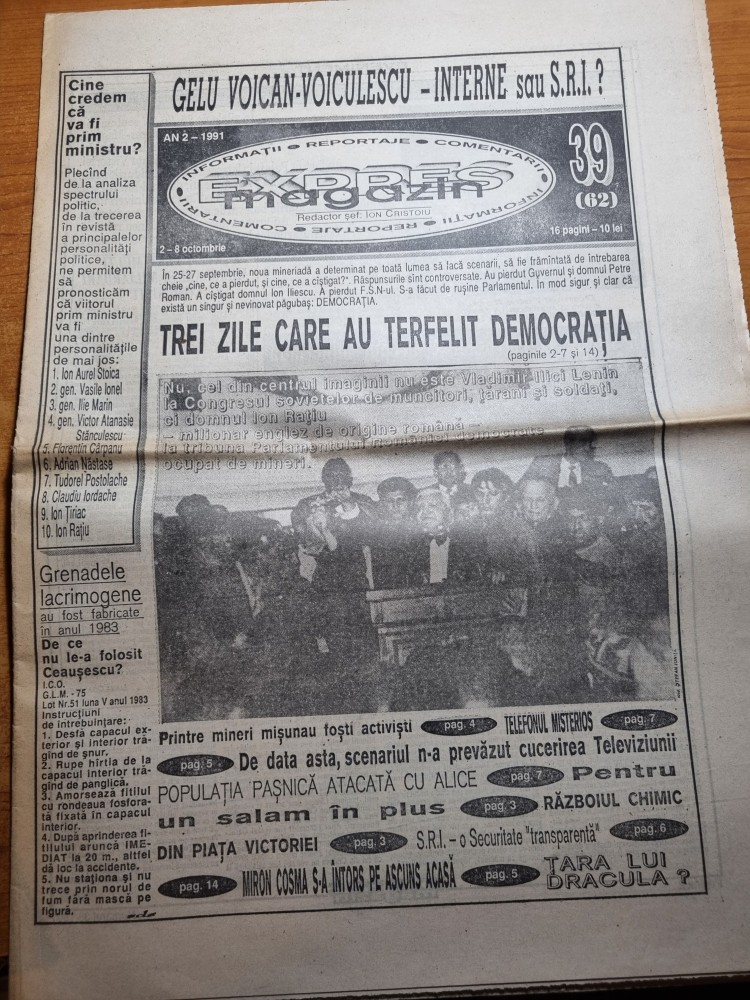 GELU VOICAN-VOICULESCU – INTERNE sau S.R.I. ?
Cine
credem
că
va fi
prim
ministru?
Plecînd
de la analiza
spectrului
politic,
de la trecerea
în revistă
a principalelor
personalități
politice,
ne permitem
să
pronosticăm
că viitorul
prim ministru
va fi
una dintre
personalitățile
de mai jos:
1. Ion Aurel Stoica
2. gen. Vasile Ionel
3. gen. Ilie Marin
4. gen. Victor Atanasie
Stănculescu
5. Florentin Cârpanu
6. Adrian Năstase
7. Tudorel Postolache
8. Claudiu Iordache
9. Ion Țiriac
10. Ion Rațiu
Grenadele
lacrimogene
au fost fabricate
în anul 1983
De ce
nu le-a folosit
Ceaușescu?
I.C.O.
G.L.M. - 75
Lot Nr.51 luna V anul 1983
Instrucțiuni
de întrebuințare:
1. Desfă capacul ex-
terior și interior tră-
gînd de șnur.
2. Rupe hîrtia de la
capacul interior tră-
gînd de panglică.
3. Amorsează fitilul
cu rondeaua fosfora-
tă fixată în capacul
interior.
4. După aprinderea fi-
tilului aruncă IME-
DIAT la 20 m., altfel
dă loc la accidente.
5. Nu staționa și nu
trece prin norul de
fum fără mască pe
figură.
AN 2 – 1991
INFORMAȚII ● REPORTAJE ● COMENTARII
EXPRES
magazin
Redactor șef: Ion CRISTOIU
INFORMAȚII ● REPORTAJE ● COMENTARII
39
(62)
2 – 8 octombrie
16 pagini – 10 lei
În 25-27 septembrie, noua mineriadă a determinat pe toată lumea să facă scenarii, să fie frămîntată de întrebarea
cheie „cine, ce a pierdut, și cine, ce a cîștigat?". Răspunsurile sînt controversate. Au pierdut Guvernul și domnul Petre
Roman. A cîștigat domnul Ion Iliescu. A pierdut F.S.N-ul. S-a făcut de rușine Parlamentul. În mod sigur și clar că
există un singur și nevinovat păgubaș: DEMOCRAȚIA.
TREI ZILE CARE AU TERFELIT DEMOCRAȚIA
(paginile 2-7 și 14)
Nu, cel din centrul imaginii nu este Vladimir Ilici Lenin
la Congresul sovietelor de muncitori, țărani și soldați,
ci domnul Ion Rațiu
– milionar englez de origine română –
la tribuna Parlamentului României democrate
ocupat de mineri.
Printre mineri mișunau foști activiști pag. 4 TELEFONUL MISTERIOS pag. 7
pag. 5 De data asta, scenariul n-a prevăzut cucerirea Televiziunii
POPULAȚIA PAȘNICĂ ATACATĂ CU ALICE pag. 7 Pentru
un salam în plus pag. 3 RĂZBOIUL CHIMIC
DIN PIAȚA VICTORIEI pag. 3 S.R.I. – o Securitate "transparentă" pag. 6
pag. 14 MIRON COSMA S-A ÎNTORS PE ASCUNS ACASĂ pag. 5 ȚARA LUI
DRACULA ?